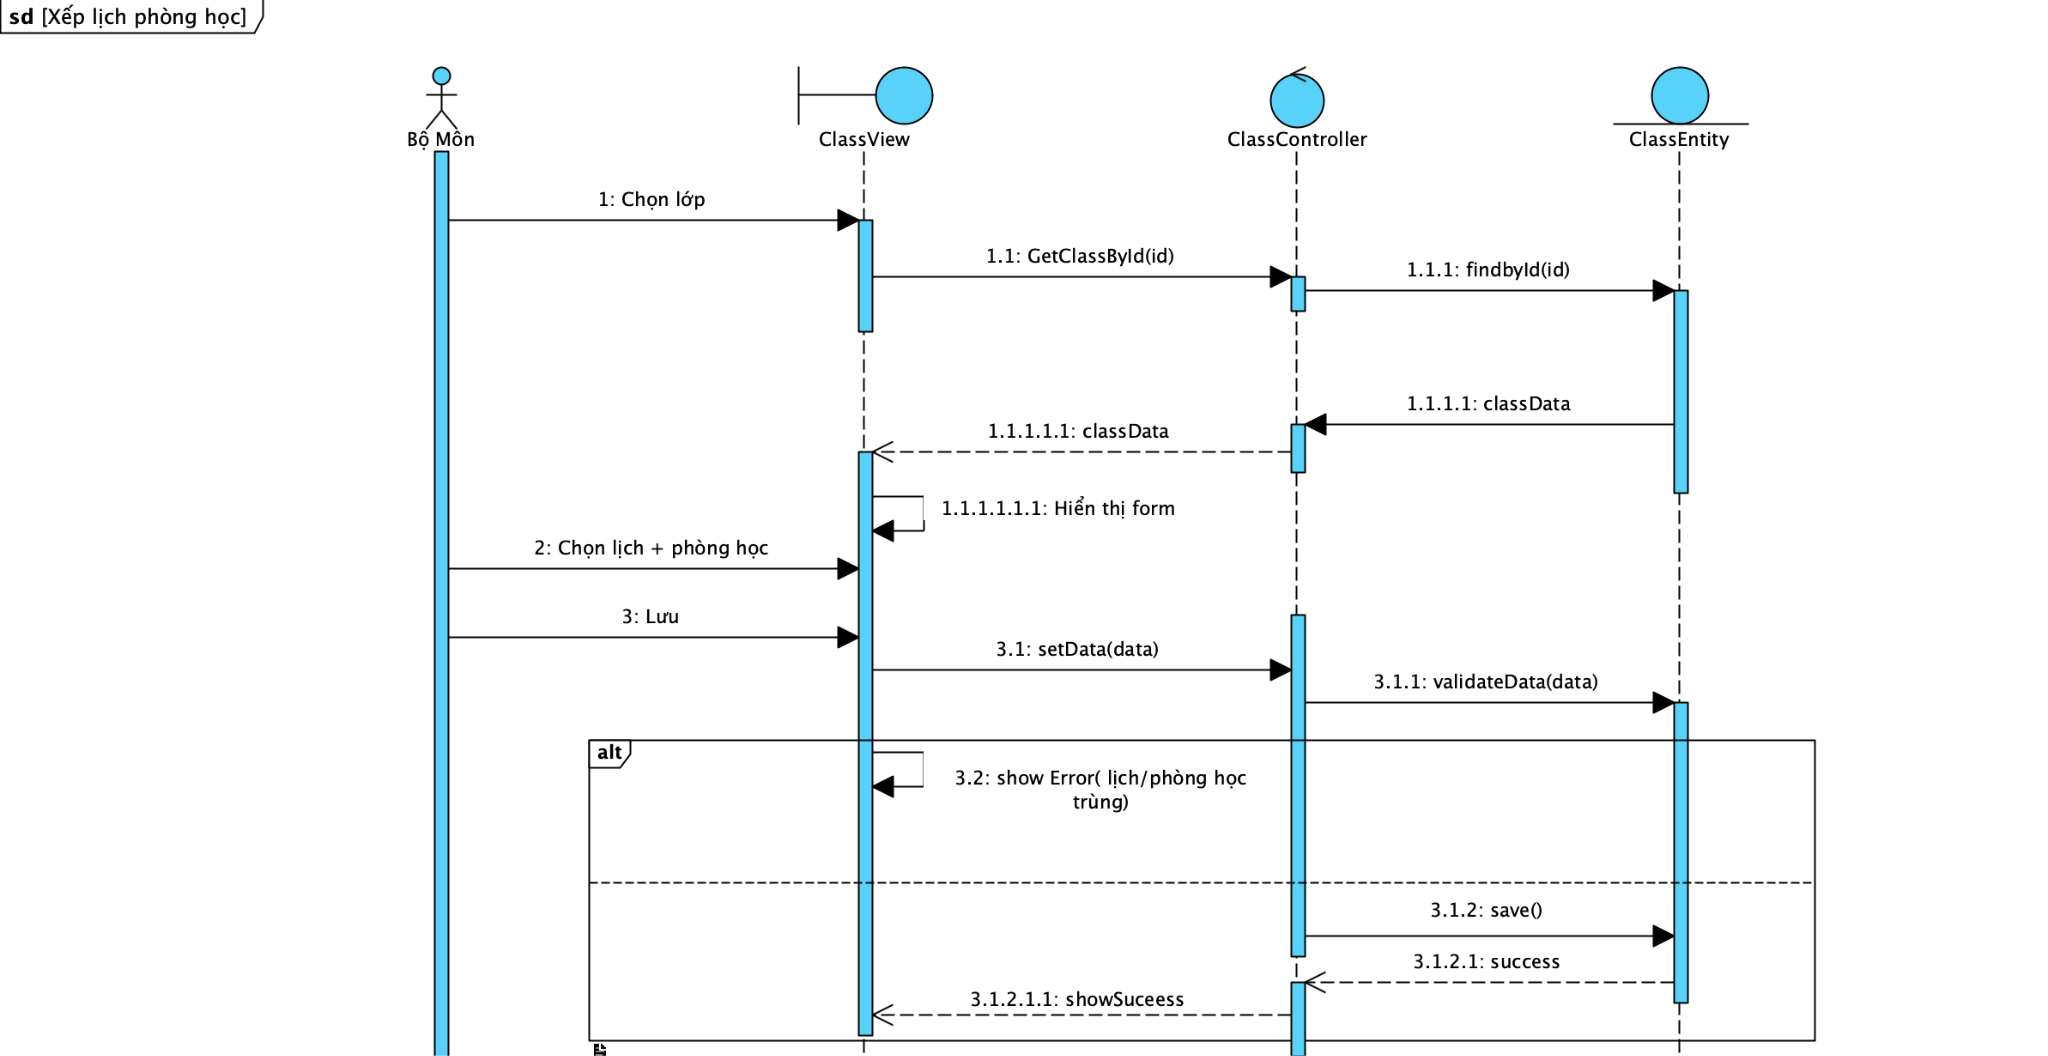 sd [Xếp lịch phòng học]
Bộ Môn
ClassView
ClassController
ClassEntity
1: Chọn lớp
1.1: GetClassById(id)
1.1.1: findbyId(id)
1.1.1.1: classData
1.1.1.1.1: classData
1.1.1.1.1.1: Hiển thị form
2: Chọn lịch + phòng học
3: Lưu
3.1: setData(data)
3.1.1: validateData(data)
alt
3.2: show Error( lịch/phòng học
trùng)
3.1.2: save()
3.1.2.1: success
3.1.2.1.1: showSuceess